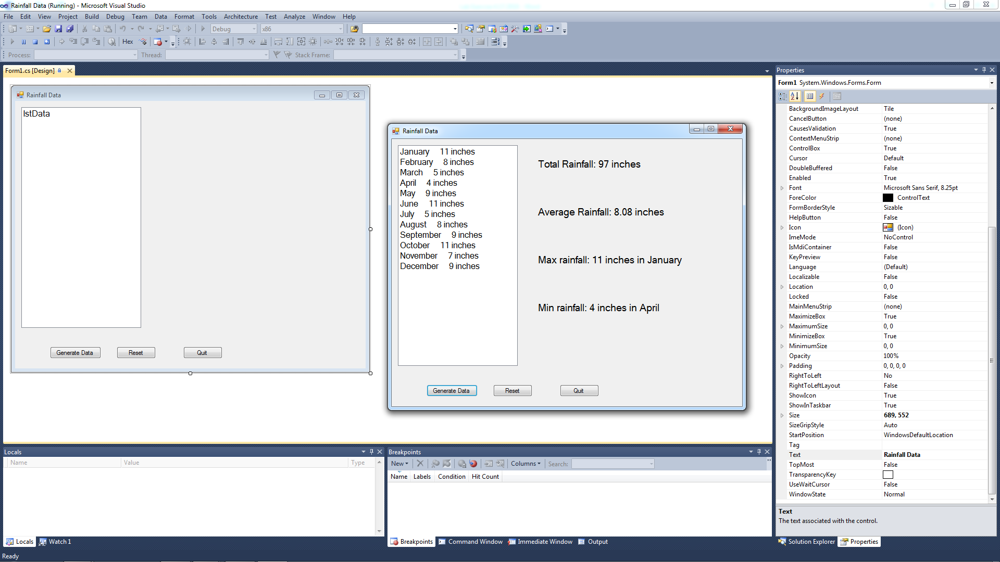 Rainfall Data (Running) - Microsoft Visual Studio
File Edit View Project Build Debug Team Data Format Tools Architecture Test Analyze Window Help
Debug x86
Hex
Process: Thread: Stack Frame:
Form1.cs [Design]
Rainfall Data
lstData
Generate Data Reset Quit
Rainfall Data
January 11 inches
February 8 inches
March 5 inches
April 4 inches
May 9 inches
June 11 inches
July 5 inches
August 8 inches
September 9 inches
October 11 inches
November 7 inches
December 9 inches
Total Rainfall: 97 inches
Average Rainfall: 8.08 inches
Max rainfall: 11 inches in January
Min rainfall: 4 inches in April
Generate Data Reset Quit
Properties
Form1 System.Windows.Forms.Form
BackgroundImageLayout Tile
CancelButton (none)
CausesValidation True
ContextMenuStrip (none)
ControlBox True
Cursor Default
DoubleBuffered False
Enabled True
Font Microsoft Sans Serif, 8.25pt
ForeColor ControlText
FormBorderStyle Sizable
HelpButton False
Icon (Icon)
ImeMode NoControl
IsMdiContainer False
KeyPreview False
Language (Default)
Localizable False
Location 0, 0
Locked False
MainMenuStrip (none)
MaximizeBox True
MaximumSize 0, 0
MinimizeBox True
MinimumSize 0, 0
Opacity 100%
Padding 0, 0, 0, 0
RightToLeft No
RightToLeftLayout False
ShowIcon True
ShowInTaskbar True
Size 689, 552
SizeGripStyle Auto
StartPosition WindowsDefaultLocation
Tag
Text Rainfall Data
TopMost False
TransparencyKey
UseWaitCursor False
WindowState Normal
Text
The text associated with the control.
Solution Explorer Properties
Locals
Name Value Type
Locals Watch 1
Breakpoints
New Columns Search:
Name Labels Condition Hit Count
Breakpoints Command Window Immediate Window Output
Ready